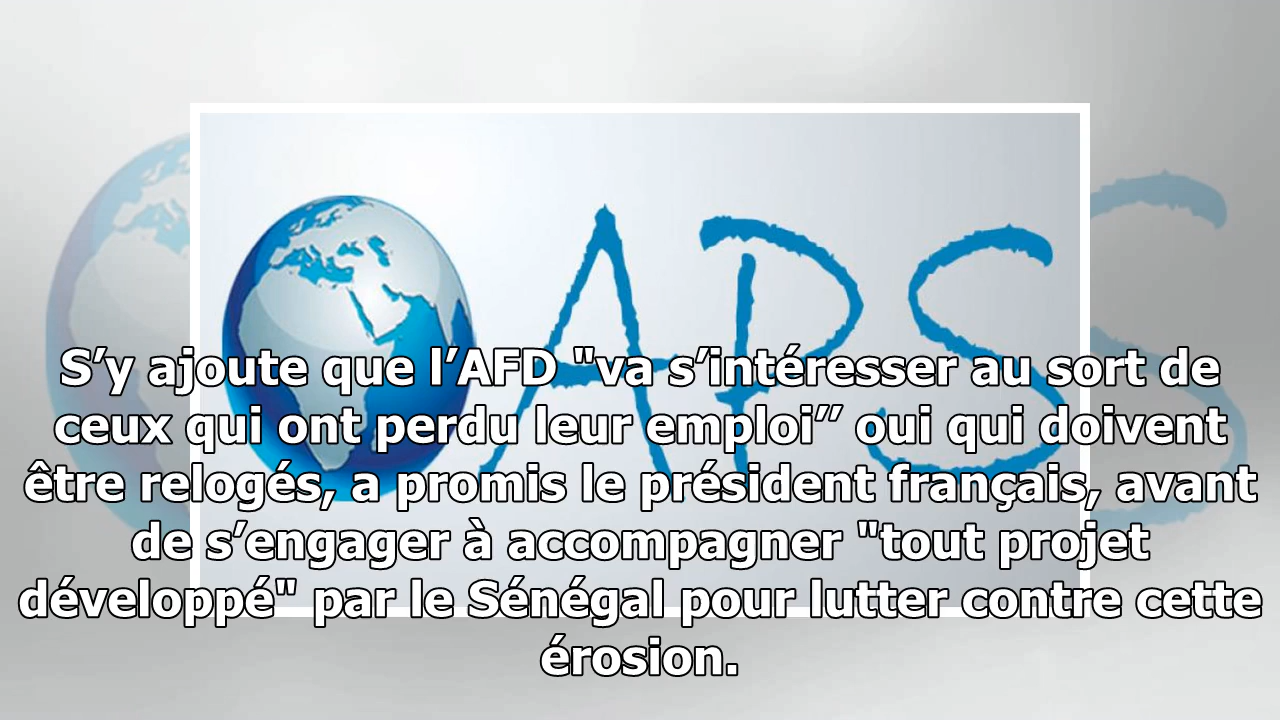 APS
S’y ajoute que l’AFD "va s’intéresser au sort de
ceux qui ont perdu leur emploi’’ oui qui doivent
être relogés, a promis le président français, avant
de s’engager à accompagner "tout projet
développé" par le Sénégal pour lutter contre cette
érosion.